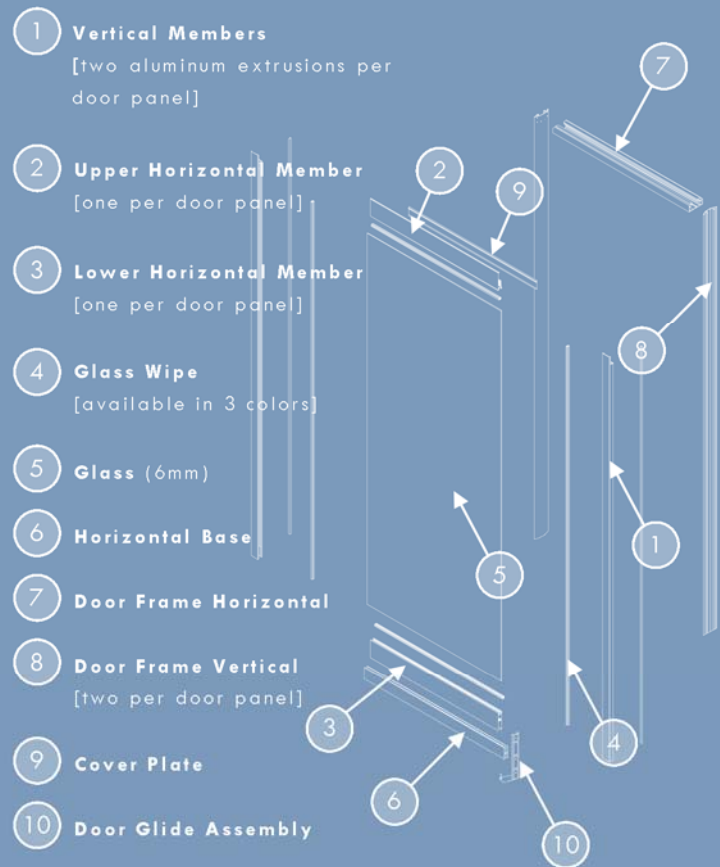 1 Vertical Members
[two aluminum extrusions per
door panel]
2 Upper Horizontal Member
[one per door panel]
3 Lower Horizontal Member
[one per door panel]
4 Glass Wipe
[available in 3 colors]
5 Glass (6mm)
6 Horizontal Base
7 Door Frame Horizontal
8 Door Frame Vertical
[two per door panel]
9 Cover Plate
10 Door Glide Assembly
7
2
9
8
1
5
3
4
6
10